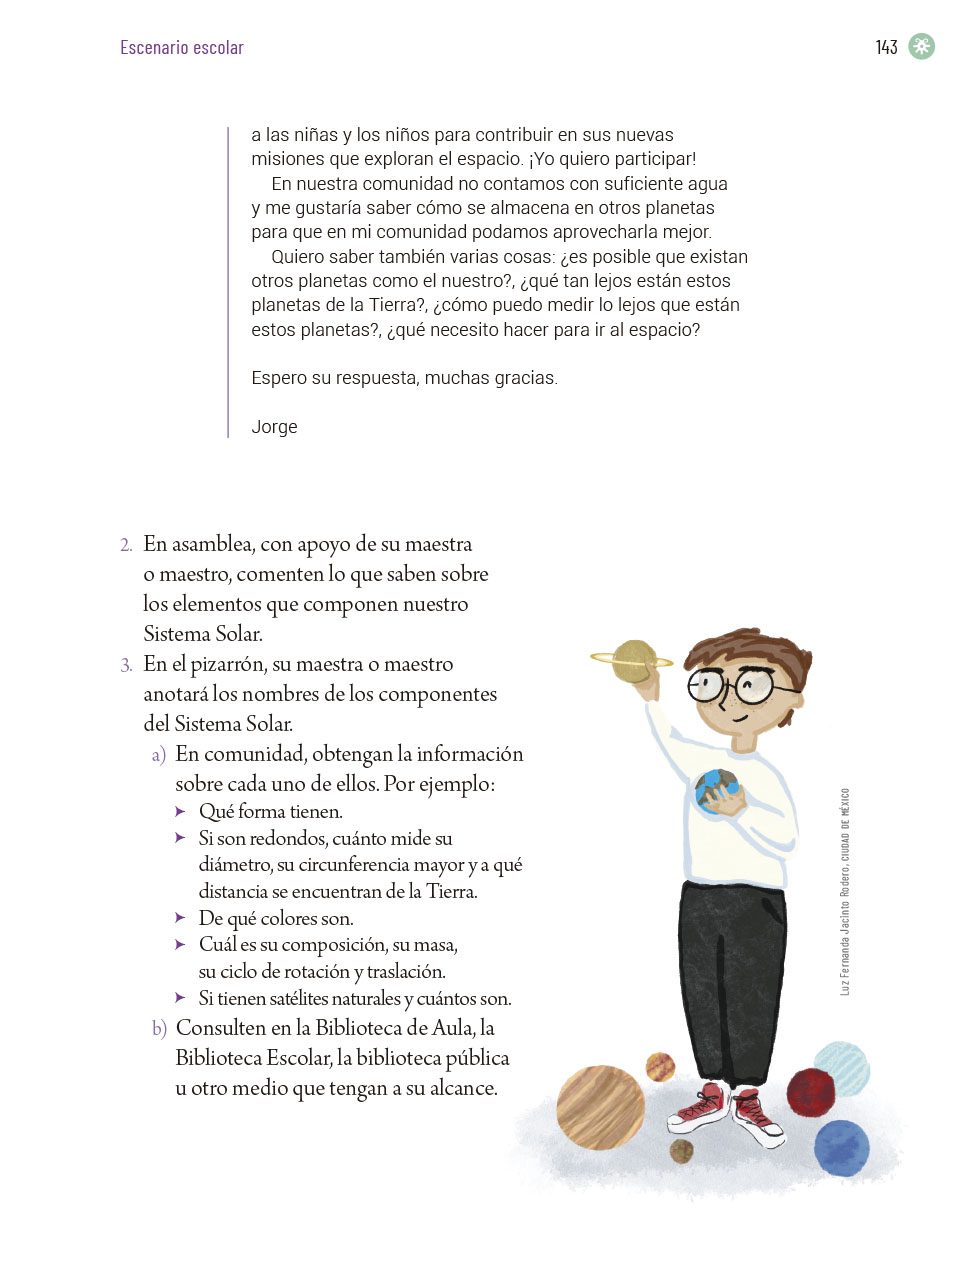 Escenario escolar
143
a las niñas y los niños para contribuir en sus nuevas
misiones que exploran el espacio. ¡Yo quiero participar!
En nuestra comunidad no contamos con suficiente agua
y me gustaría saber cómo se almacena en otros planetas
para que en mi comunidad podamos aprovecharla mejor.
Quiero saber también varias cosas: ¿es posible que existan
otros planetas como el nuestro?, ¿qué tan lejos están estos
planetas de la Tierra?, ¿cómo puedo medir lo lejos que están
estos planetas?, ¿qué necesito hacer para ir al espacio?
Espero su respuesta, muchas gracias.
Jorge
2. En asamblea, con apoyo de su maestra
o maestro, comenten lo que saben sobre
los elementos que componen nuestro
Sistema Solar.
3. En el pizarrón, su maestra o maestro
anotará los nombres de los componentes
del Sistema Solar.
a) En comunidad, obtengan la información
sobre cada uno de ellos. Por ejemplo:
➤ Qué forma tienen.
➤ Si son redondos, cuánto mide su
diámetro, su circunferencia mayor y a qué
distancia se encuentran de la Tierra.
➤ De qué colores son.
➤ Cuál es su composición, su masa,
su ciclo de rotación y traslación.
➤ Si tienen satélites naturales y cuántos son.
b) Consulten en la Biblioteca de Aula, la
Biblioteca Escolar, la biblioteca pública
u otro medio que tengan a su alcance.
Luz Fernanda Jacinto Rodero, CIUDAD DE MÉXICO